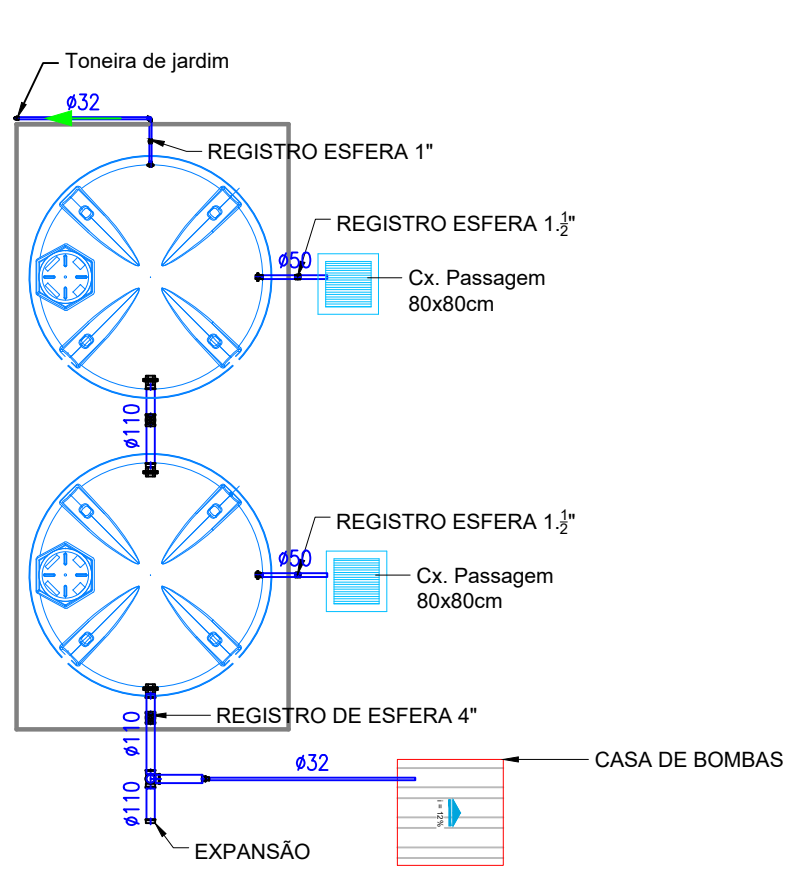 Toneira de jardim
ø32
REGISTRO ESFERA 1"
REGISTRO ESFERA 1.½"
ø50
Cx. Passagem
80x80cm
ø110
REGISTRO ESFERA 1.½"
ø50
Cx. Passagem
80x80cm
REGISTRO DE ESFERA 4"
ø110
ø32
CASA DE BOMBAS
i = 12%
ø110
EXPANSÃO